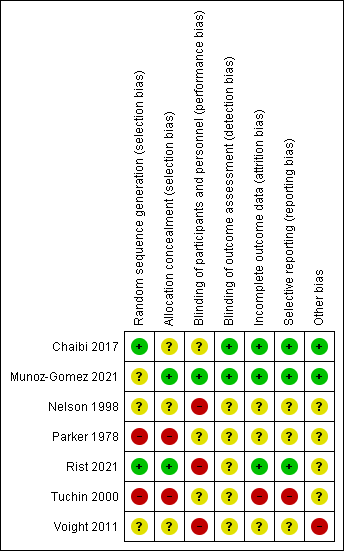 Random sequence generation (selection bias)
Allocation concealment (selection bias)
Blinding of participants and personnel (performance bias)
Blinding of outcome assessment (detection bias)
Incomplete outcome data (attrition bias)
Selective reporting (reporting bias)
Other bias
Chaibi 2017 + ? ? + + + +
Munoz-Gomez 2021 ? + + + + + +
Nelson 1998 ? ? - ? ? ? ?
Parker 1978 - - ? ? ? ? ?
Rist 2021 + + - ? + + ?
Tuchin 2000 - - ? ? - - ?
Voight 2011 ? ? - ? ? ? -